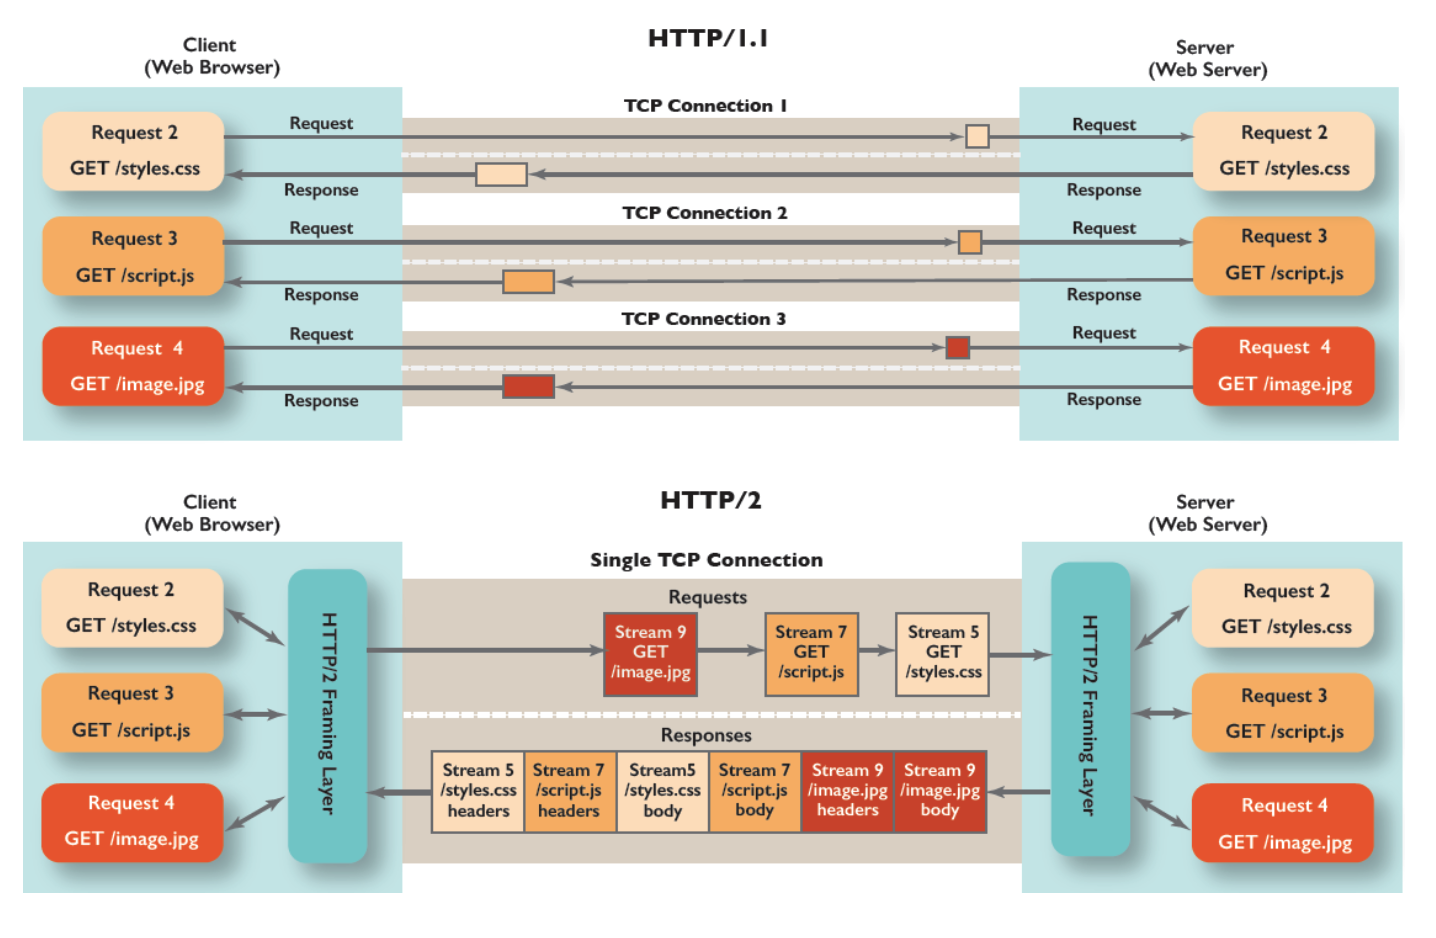 HTTP/1.1
Client
(Web Browser)
Server
(Web Server)
TCP Connection 1
Request 2
GET /styles.css
Request
Response
Request
Response
Request 2
GET /styles.css
TCP Connection 2
Request 3
GET /script.js
Request
Response
Request
Response
Request 3
GET /script.js
TCP Connection 3
Request 4
GET /image.jpg
Request
Response
Request
Response
Request 4
GET /image.jpg
HTTP/2
Client
(Web Browser)
Server
(Web Server)
Single TCP Connection
Request 2
GET /styles.css
Request 3
GET /script.js
Request 4
GET /image.jpg
HTTP/2 Framing Layer
Requests
Stream 9
GET
/image.jpg
Stream 7
GET
/script.js
Stream 5
GET
/styles.css
Responses
Stream 5
/styles.css
headers
Stream 7
/script.js
headers
Stream5
/styles.css
body
Stream 7
/script.js
body
Stream 9
/image.jpg
headers
Stream 9
/image.jpg
body
HTTP/2 Framing Layer
Request 2
GET /styles.css
Request 3
GET /script.js
Request 4
GET /image.jpg